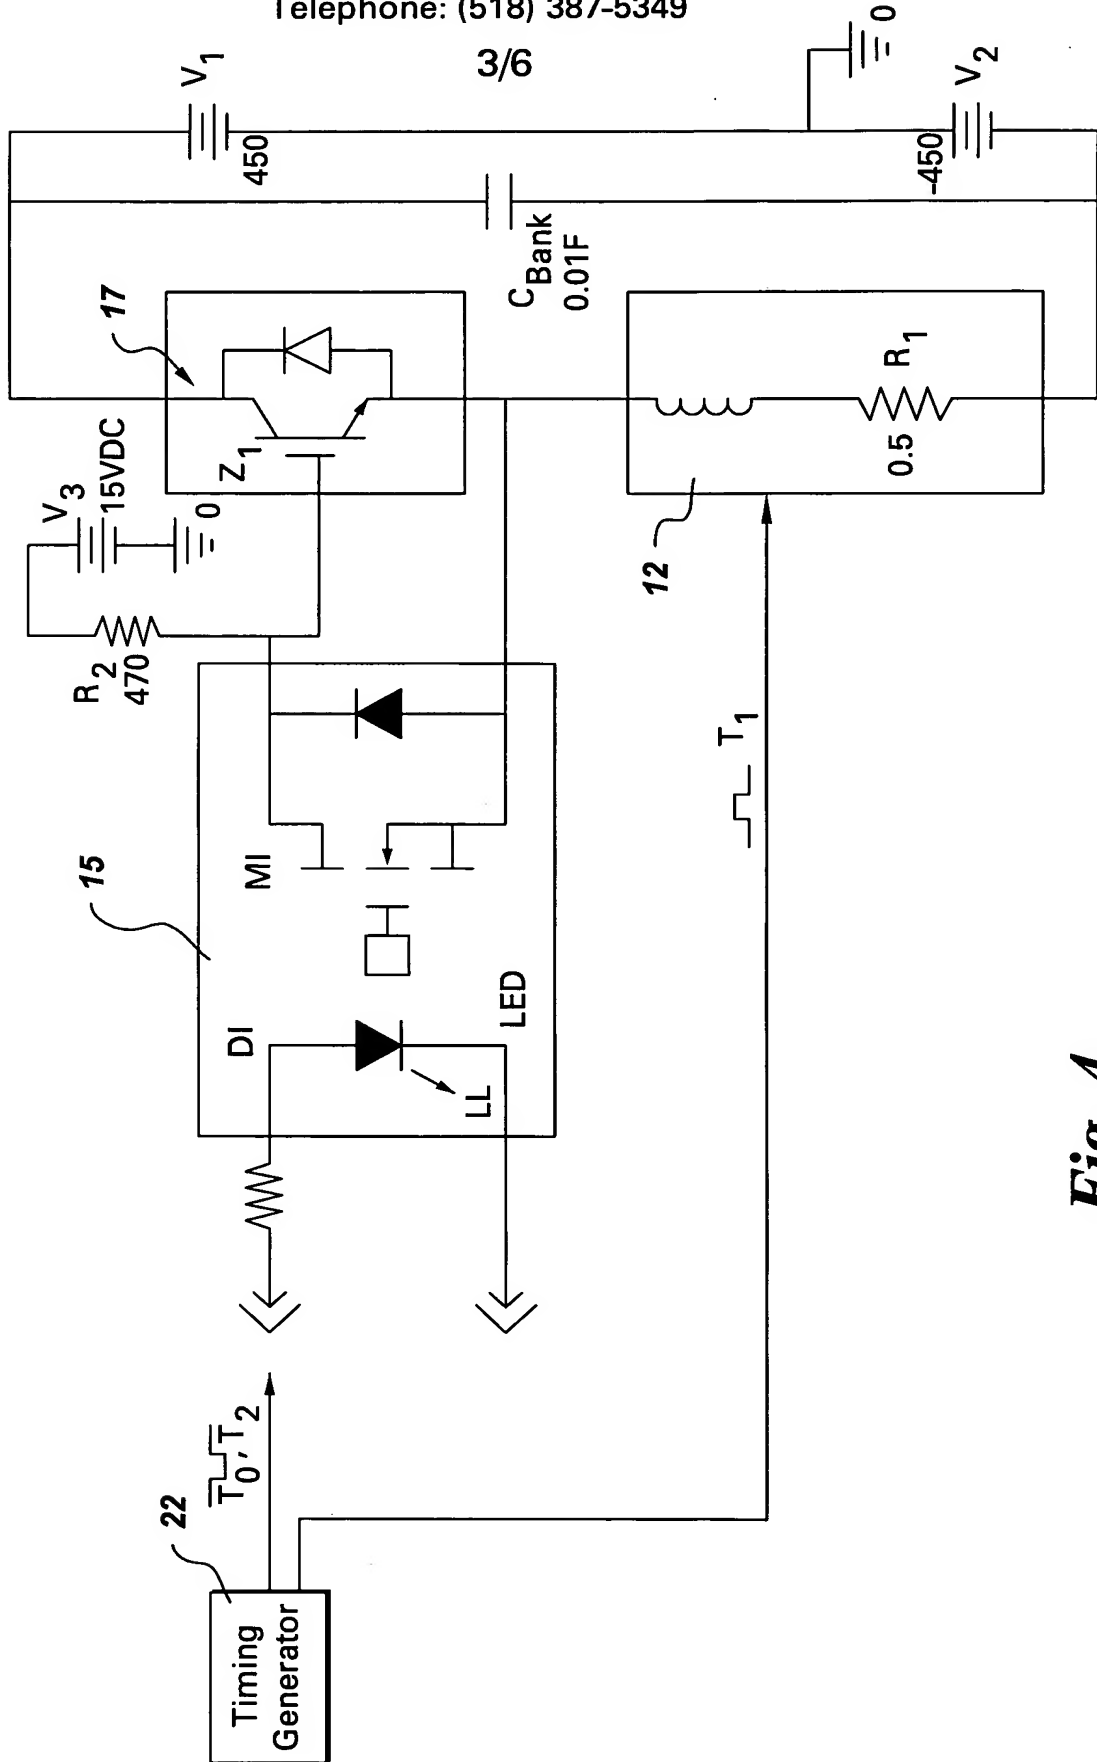 Telephone: (518) 387-5349
3/6
V1
450
0
V2
-450
CBank
0.01F
17
Z1
V3
15VDC
0
R2
470
R1
0.5
12
15
MI
DI
LED
LL
T1
T0, T2
22
Timing
Generator
Fig. 4